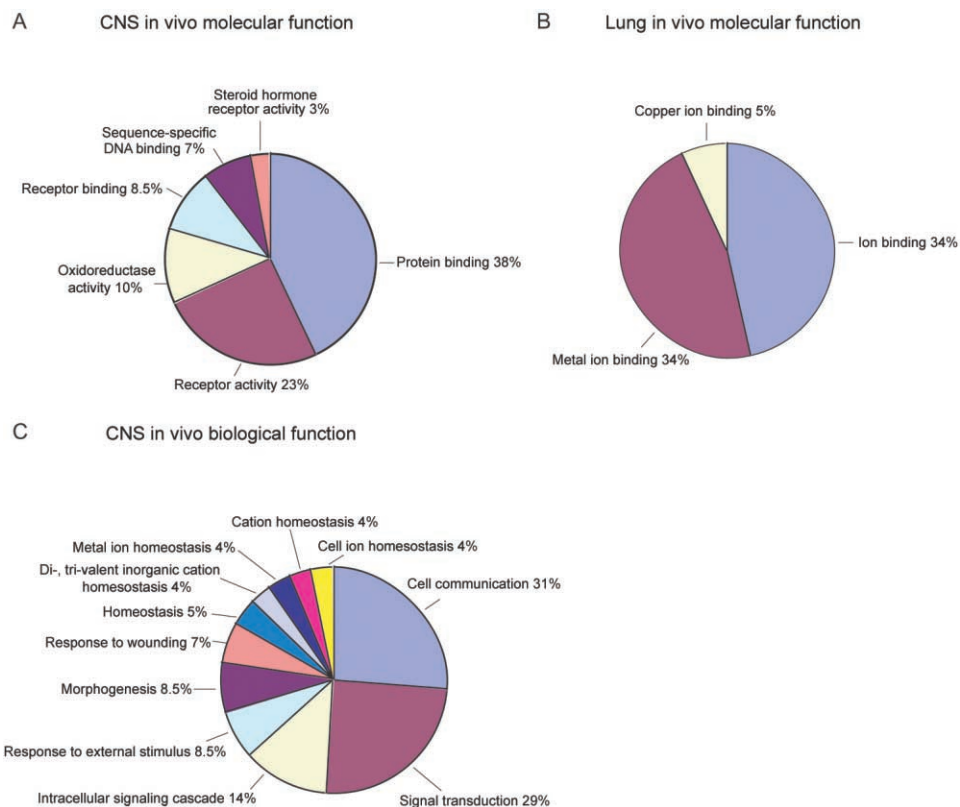 A CNS in vivo molecular function
Steroid hormone
receptor activity 3%
Sequence-specific
DNA binding 7%
Receptor binding 8.5%
Oxidoreductase
activity 10%
Protein binding 38%
Receptor activity 23%
B Lung in vivo molecular function
Copper ion binding 5%
Ion binding 34%
Metal ion binding 34%
C CNS in vivo biological function
Cation homeostasis 4%
Metal ion homeostasis 4%
Cell ion homesostasis 4%
Di-, tri-valent inorganic cation
homesostasis 4%
Cell communication 31%
Homeostasis 5%
Response to wounding 7%
Morphogenesis 8.5%
Response to external stimulus 8.5%
Intracellular signaling cascade 14%
Signal transduction 29%